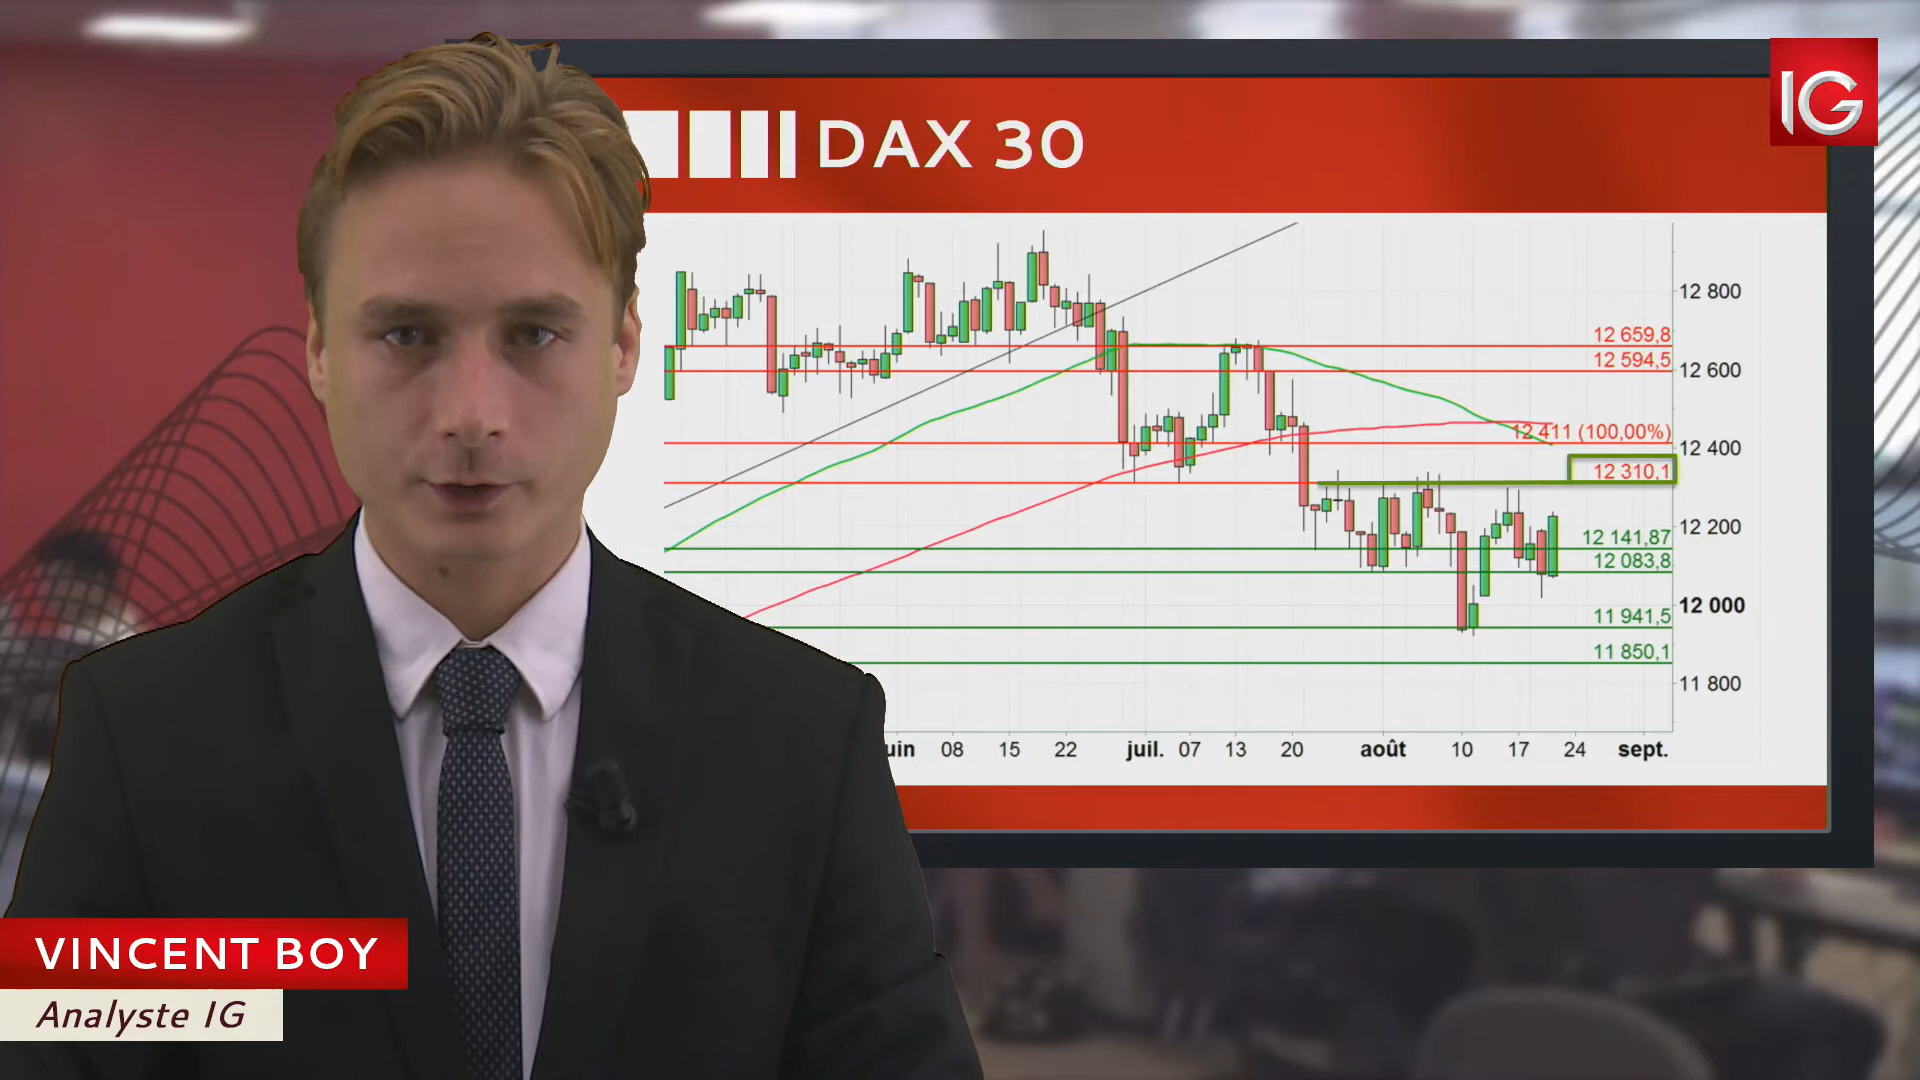 IG
DAX 30
12 800
12 659,8
12 594,5
12 600
12 411 (100,00%)
12 400
12 310,1
12 200
12 141,87
12 083,8
12 000
11 941,5
11 850,1
11 800
08 15 22 juil. 07 13 20 août 10 17 24 sept.
VINCENT BOY
Analyste IG